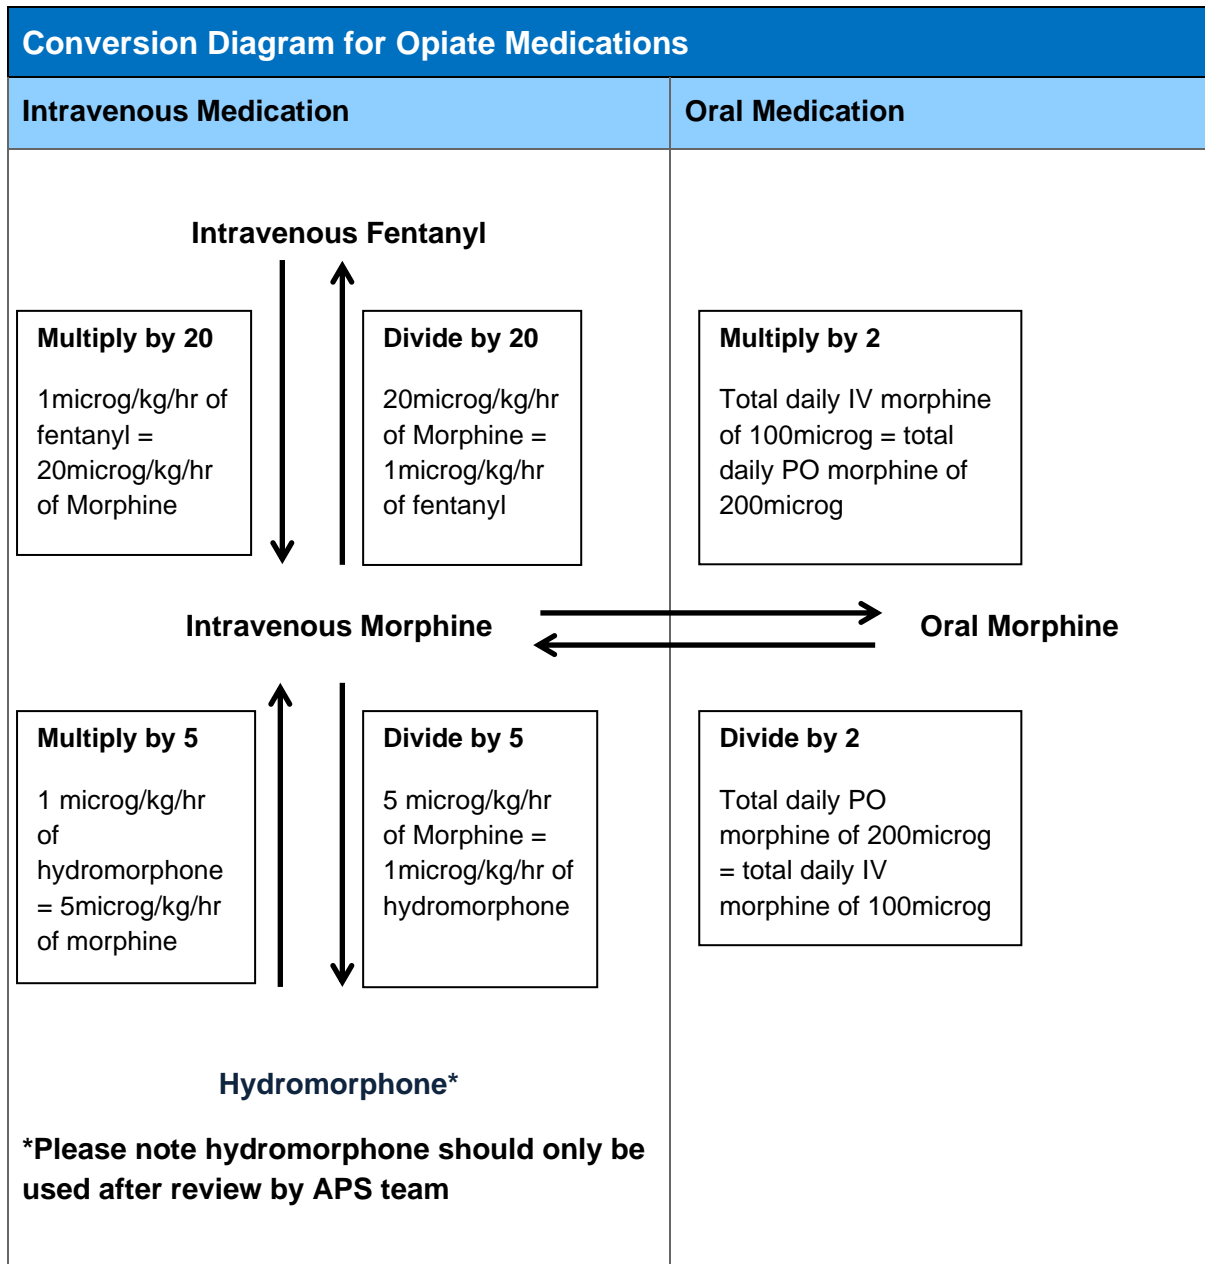 Conversion Diagram for Opiate Medications
Intravenous Medication
Oral Medication
Intravenous Fentanyl
Multiply by 20
1microg/kg/hr of
fentanyl =
20microg/kg/hr
of Morphine
Divide by 20
20microg/kg/hr
of Morphine =
1microg/kg/hr
of fentanyl
Multiply by 2
Total daily IV morphine
of 100microg = total
daily PO morphine of
200microg
Intravenous Morphine
Oral Morphine
Multiply by 5
1 microg/kg/hr
of
hydromorphone
= 5microg/kg/hr
of morphine
Divide by 5
5 microg/kg/hr
of Morphine =
1microg/kg/hr of
hydromorphone
Divide by 2
Total daily PO
morphine of 200microg
= total daily IV
morphine of 100microg
Hydromorphone*
*Please note hydromorphone should only be
used after review by APS team